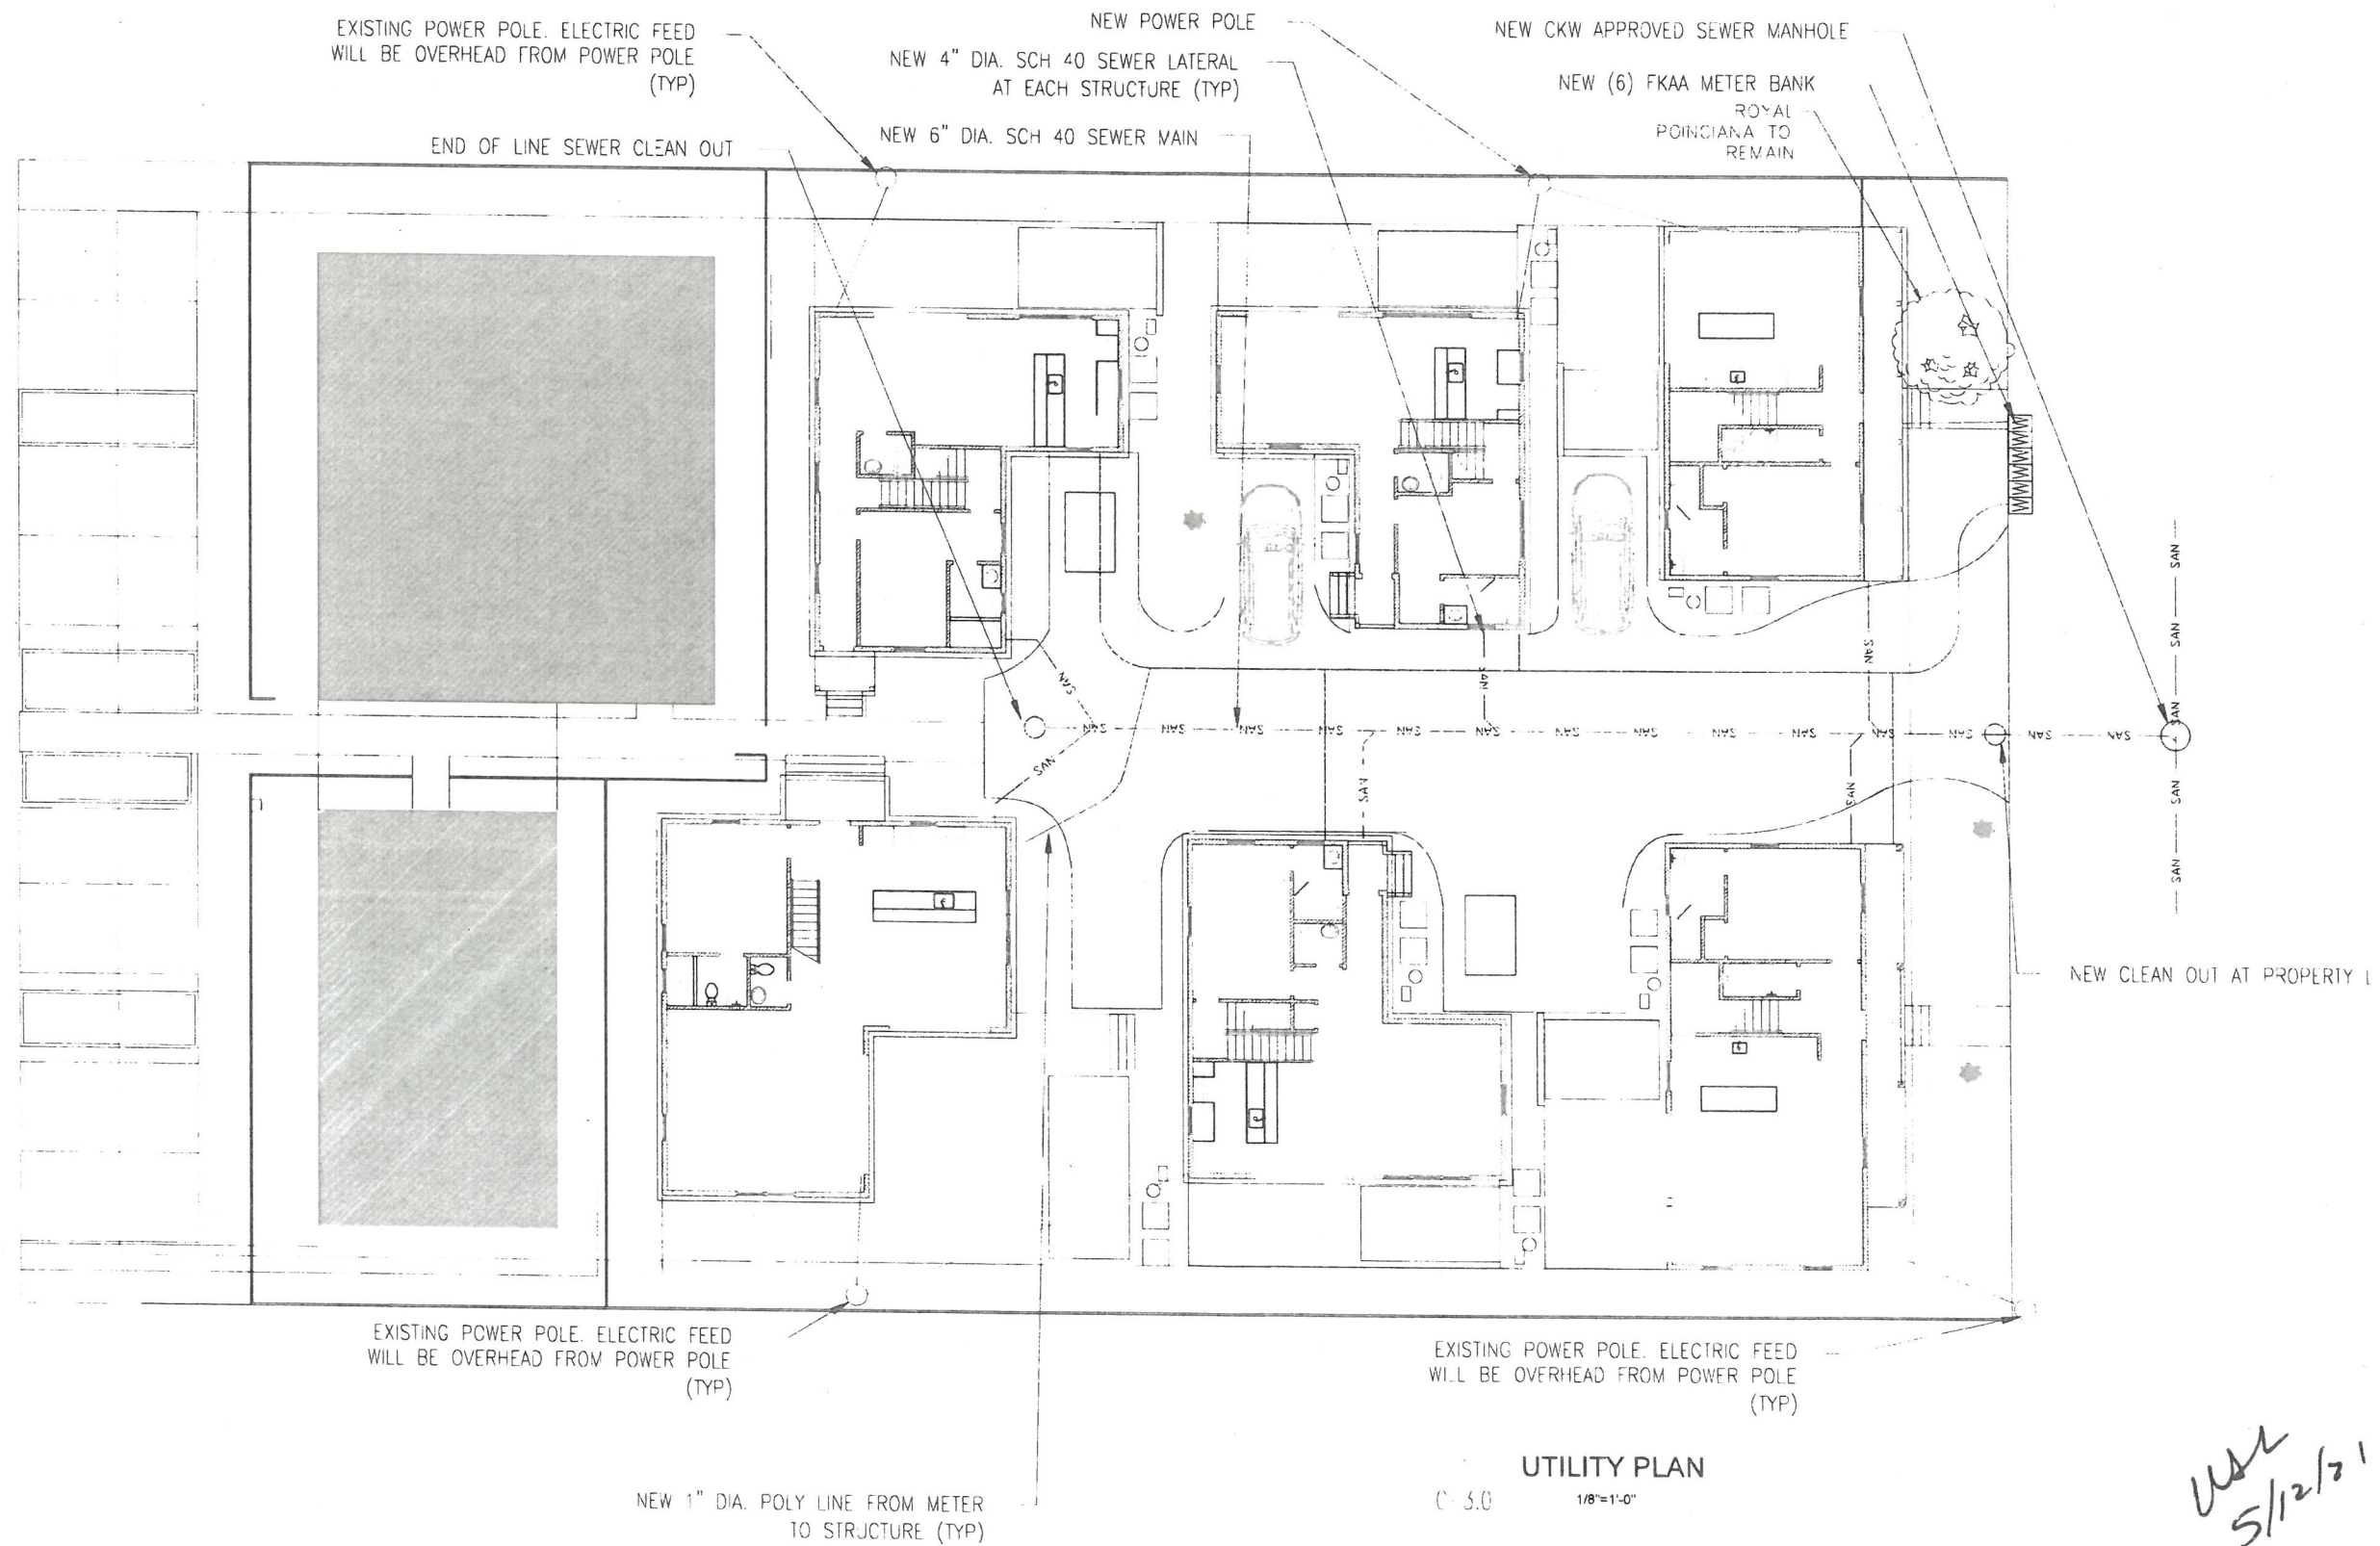 EXISTING POWER POLE. ELECTRIC FEED
WILL BE OVERHEAD FROM POWER POLE
(TYP)
NEW POWER POLE
NEW CKW APPROVED SEWER MANHOLE
NEW 4" DIA. SCH 40 SEWER LATERAL
AT EACH STRUCTURE (TYP)
NEW (6) FKAA METER BANK
ROYAL
POINCIANA TO
REMAIN
NEW 6" DIA. SCH 40 SEWER MAIN
END OF LINE SEWER CLEAN OUT
SAN
SAN
SAN
SAN
SAN
SAN
SAN
SAN SAN SAN SAN SAN SAN SAN SAN SAN SAN SAN SAN SAN SAN
SAN
SAN
SAN
SAN
SAN
NEW CLEAN OUT AT PROPERTY L
EXISTING POWER POLE. ELECTRIC FEED
WILL BE OVERHEAD FROM POWER POLE
(TYP)
EXISTING POWER POLE. ELECTRIC FEED
WILL BE OVERHEAD FROM POWER POLE
(TYP)
NEW 1" DIA. POLY LINE FROM METER
TO STRUCTURE (TYP)
UTILITY PLAN
C-3.0
1/8"=1'-0"
5/12/21